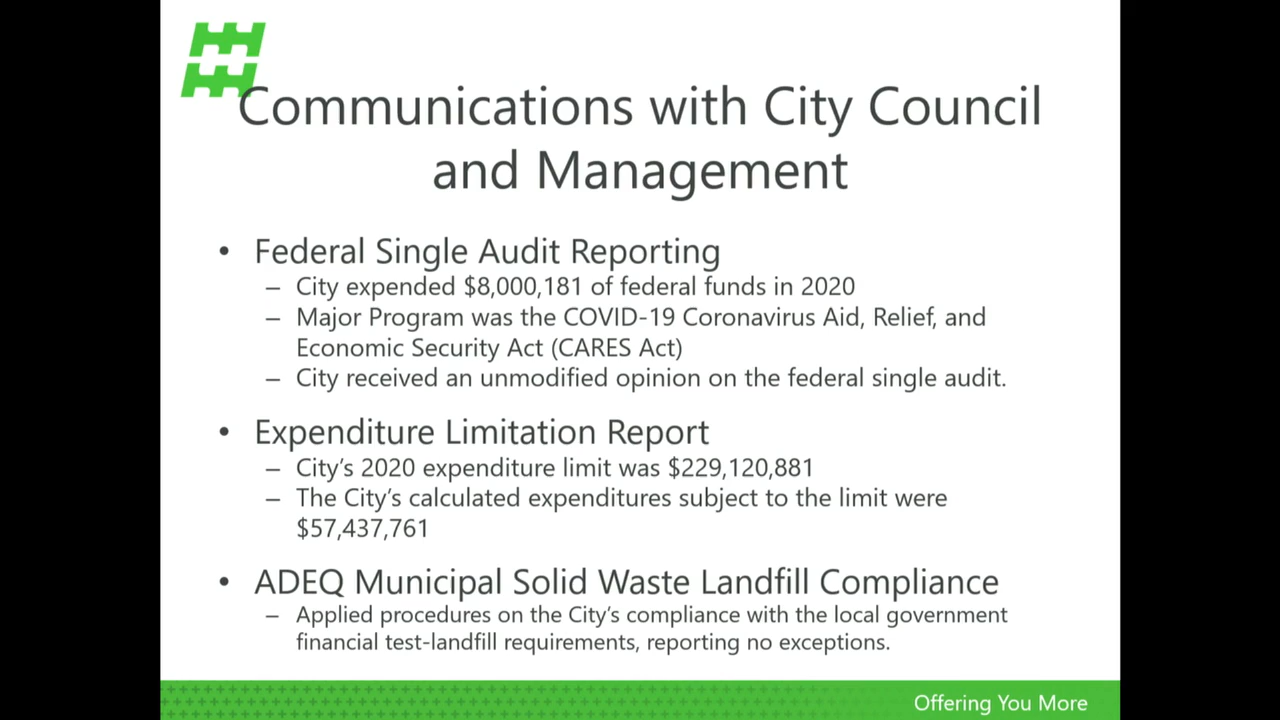 Communications with City Council
and Management
• Federal Single Audit Reporting
– City expended $8,000,181 of federal funds in 2020
– Major Program was the COVID-19 Coronavirus Aid, Relief, and
Economic Security Act (CARES Act)
– City received an unmodified opinion on the federal single audit.
• Expenditure Limitation Report
– City’s 2020 expenditure limit was $229,120,881
– The City’s calculated expenditures subject to the limit were
$57,437,761
• ADEQ Municipal Solid Waste Landfill Compliance
– Applied procedures on the City’s compliance with the local government
financial test-landfill requirements, reporting no exceptions.
Offering You More